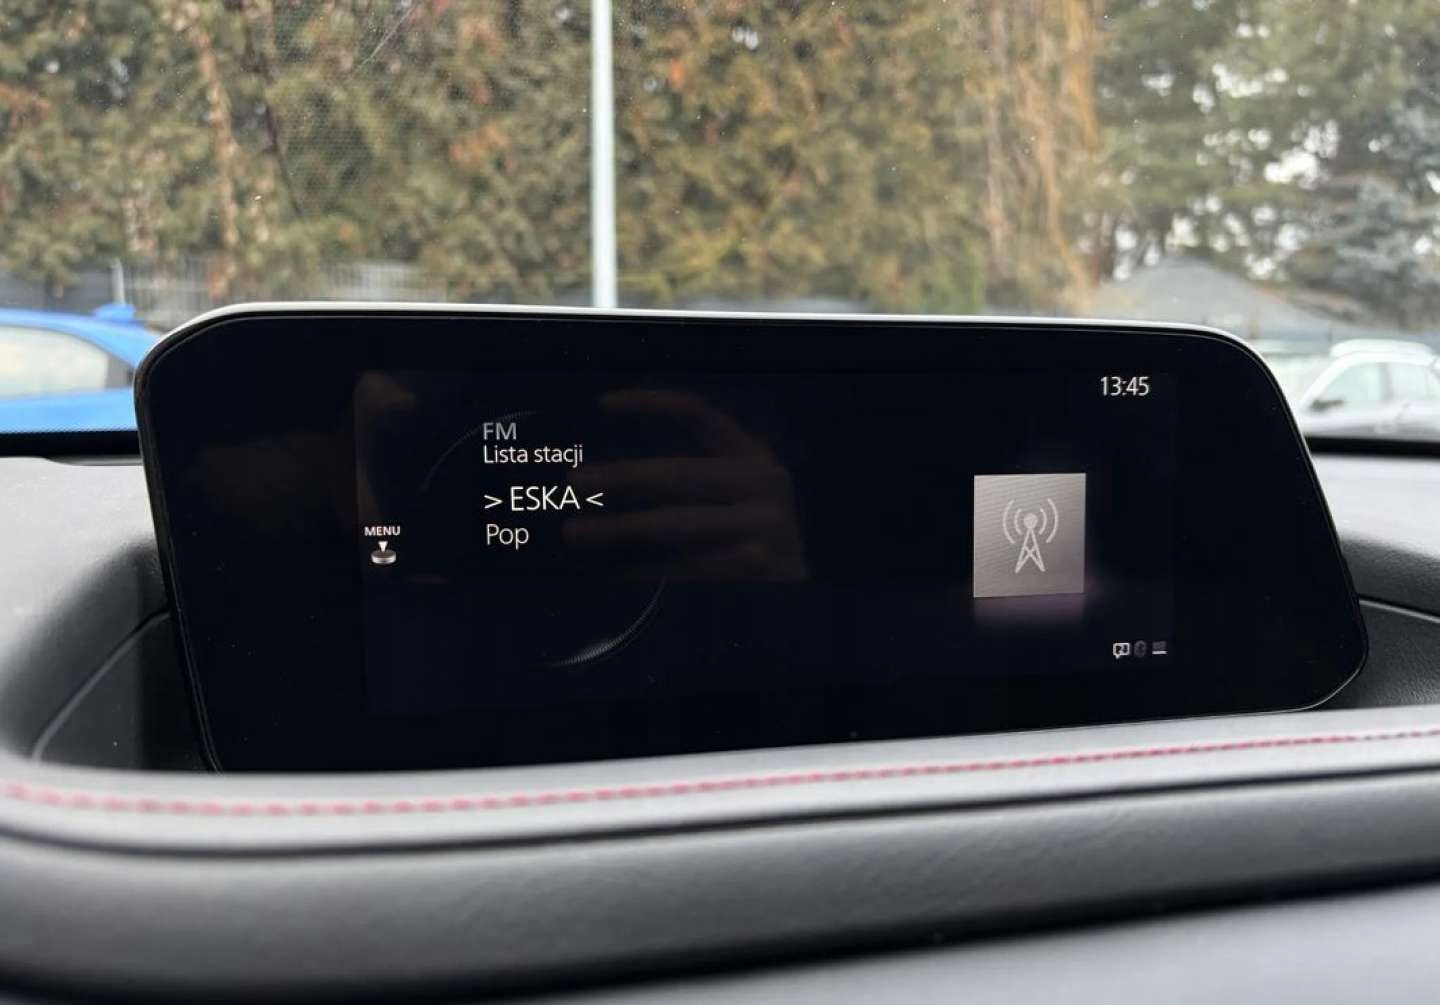 13:45
FM
Lista stacji
> ESKA <
Pop
MENU